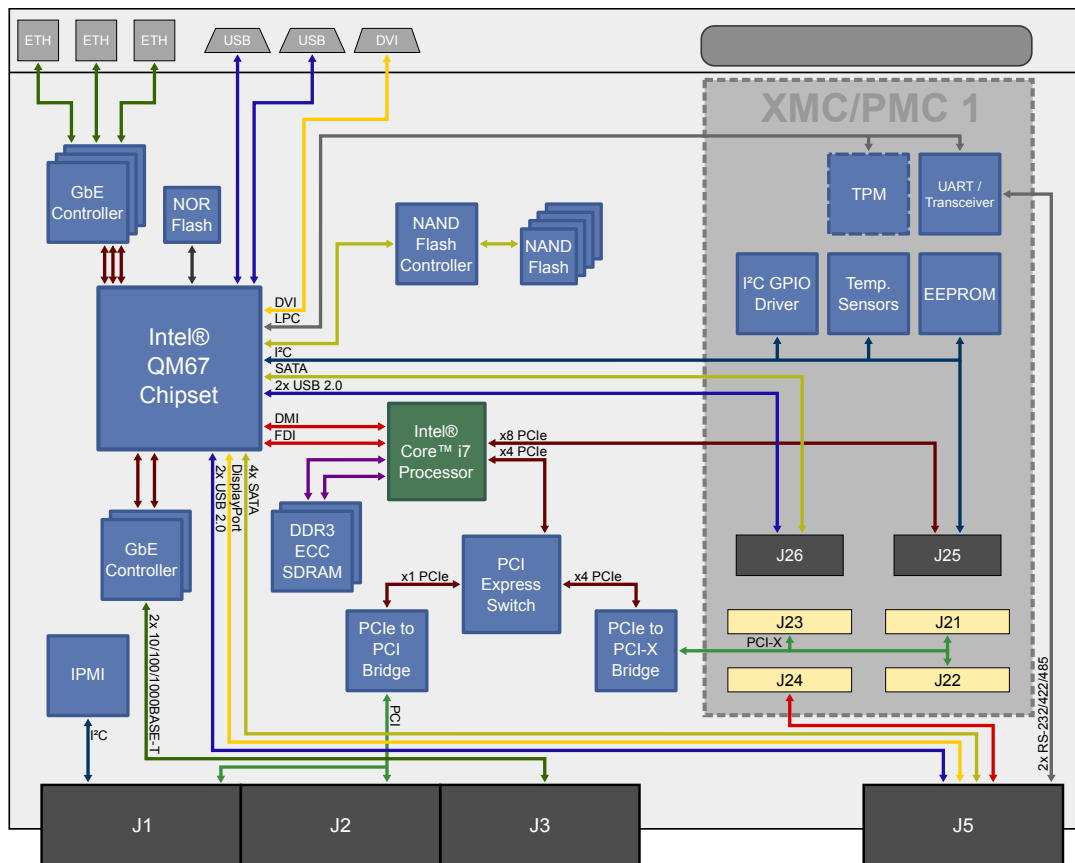 ETH
ETH
ETH
USB
USB
DVI
XMC/PMC 1
TPM
UART /
Transceiver
GbE
Controller
NOR
Flash
NAND
Flash
Controller
NAND
Flash
I²C GPIO
Driver
Temp.
Sensors
EEPROM
Intel®
QM67
Chipset
DVI
LPC
I²C
SATA
2x USB 2.0
DMI
FDI
Intel®
Core™ i7
Processor
x8 PCIe
x4 PCIe
2x USB 2.0
DisplayPort
4x SATA
GbE
Controller
DDR3
ECC
SDRAM
PCI
Express
Switch
x1 PCIe
x4 PCIe
J26
J25
J23
J21
PCI-X
J24
J22
PCIe to
PCI
Bridge
PCIe to
PCI-X
Bridge
IPMI
I²C
2x 10/100/1000BASE-T
PCI
2x RS-232/422/485
J1
J2
J3
J5